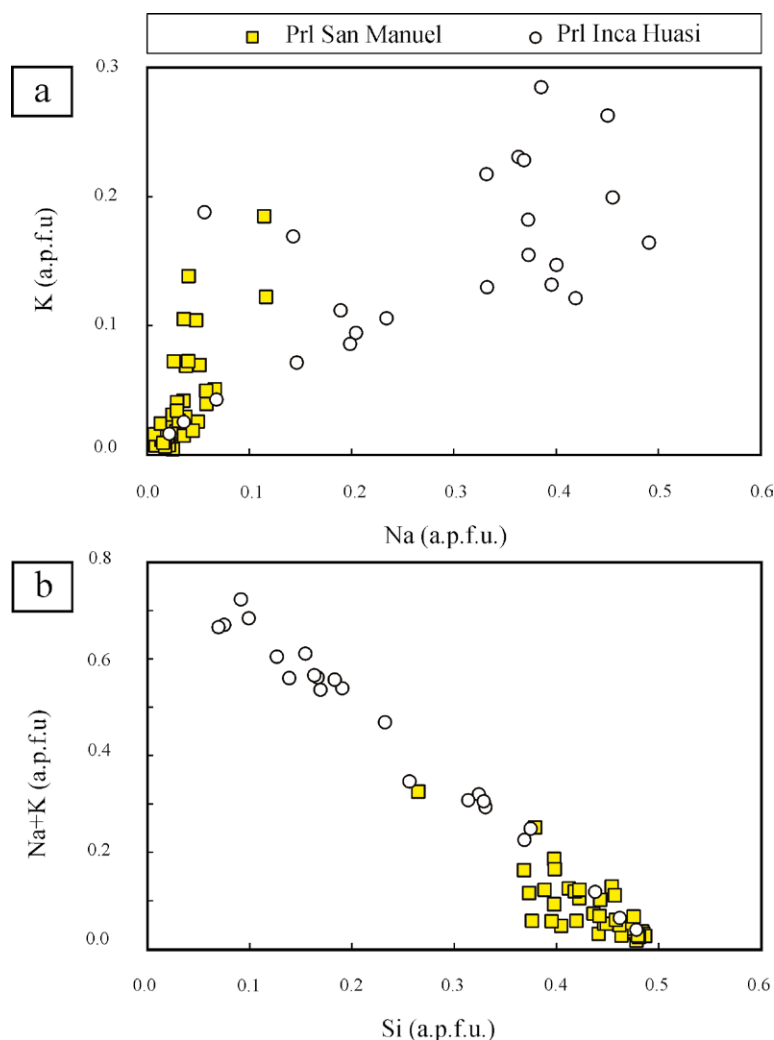 Prl San Manuel Prl Inca Huasi
a
0.3
0.2
0.1
0.0
K (a.p.f.u)
0.0 0.1 0.2 0.3 0.4 0.5 0.6
Na (a.p.f.u.)
b
0.8
0.6
0.4
0.2
0.0
Na+K (a.p.f.u)
0.0 0.1 0.2 0.3 0.4 0.5 0.6
Si (a.p.f.u.)